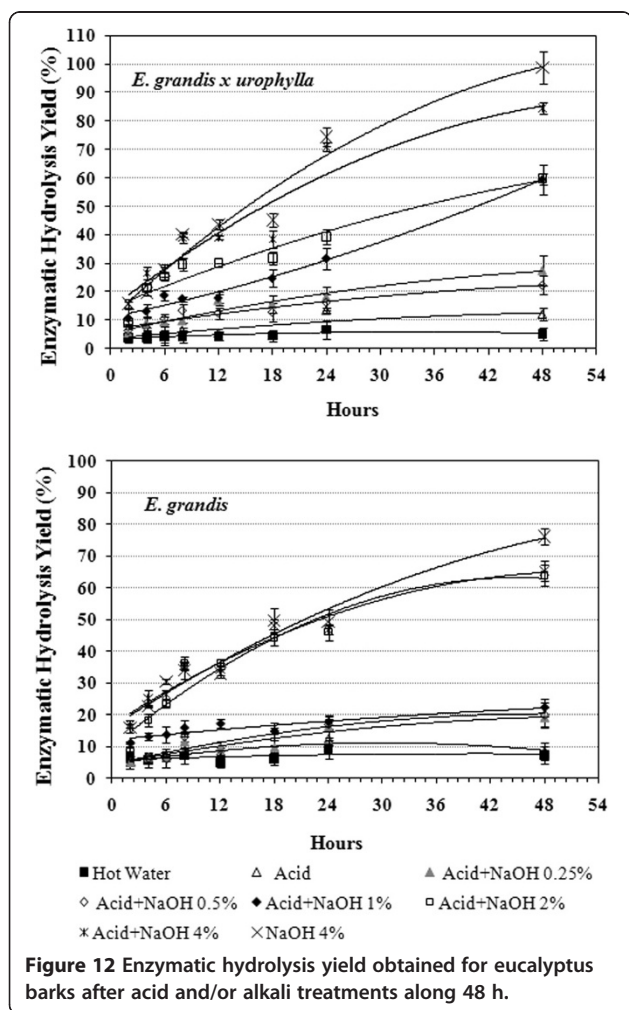 110
100
90
80
70
60
50
40
30
20
10
0
Enzymatic Hydrolysis Yield (%)
E. grandis x urophylla
0 6 12 18 24 30 36 42 48 54
Hours
100
90
80
70
60
50
40
30
20
10
0
Enzymatic Hydrolysis Yield (%)
E. grandis
0 6 12 18 24 30 36 42 48 54
Hours
Hot Water Acid Acid+NaOH 0.25%
Acid+NaOH 0.5% Acid+NaOH 1% Acid+NaOH 2%
Acid+NaOH 4% NaOH 4%
Figure 12 Enzymatic hydrolysis yield obtained for eucalyptus
barks after acid and/or alkali treatments along 48 h.